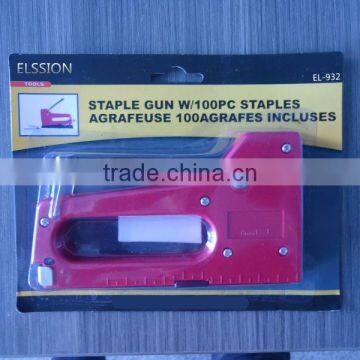 ELSSION
TOOLS
EL-932
STAPLE GUN W/100PC STAPLES
AGRAFEUSE 100AGRAFES INCLUSES
trade.china.cn